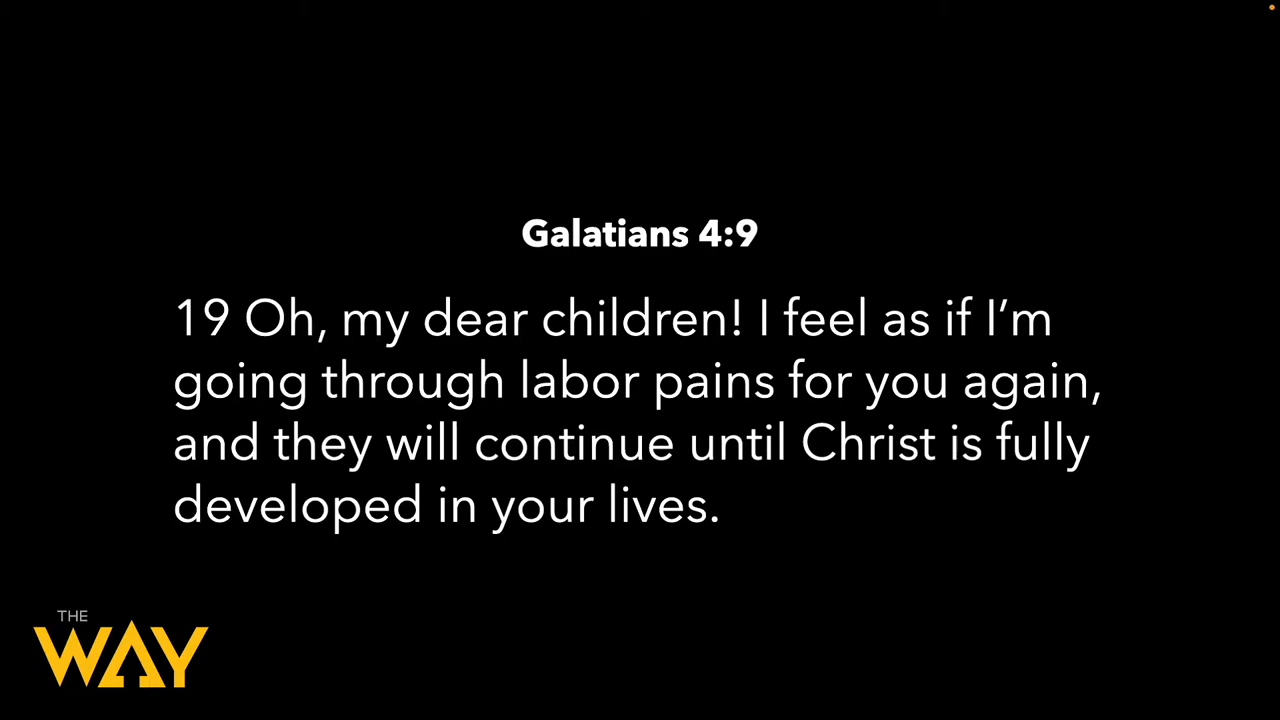 Galatians 4:9
19 Oh, my dear children! I feel as if I’m
going through labor pains for you again,
and they will continue until Christ is fully
developed in your lives.
THE
WAY